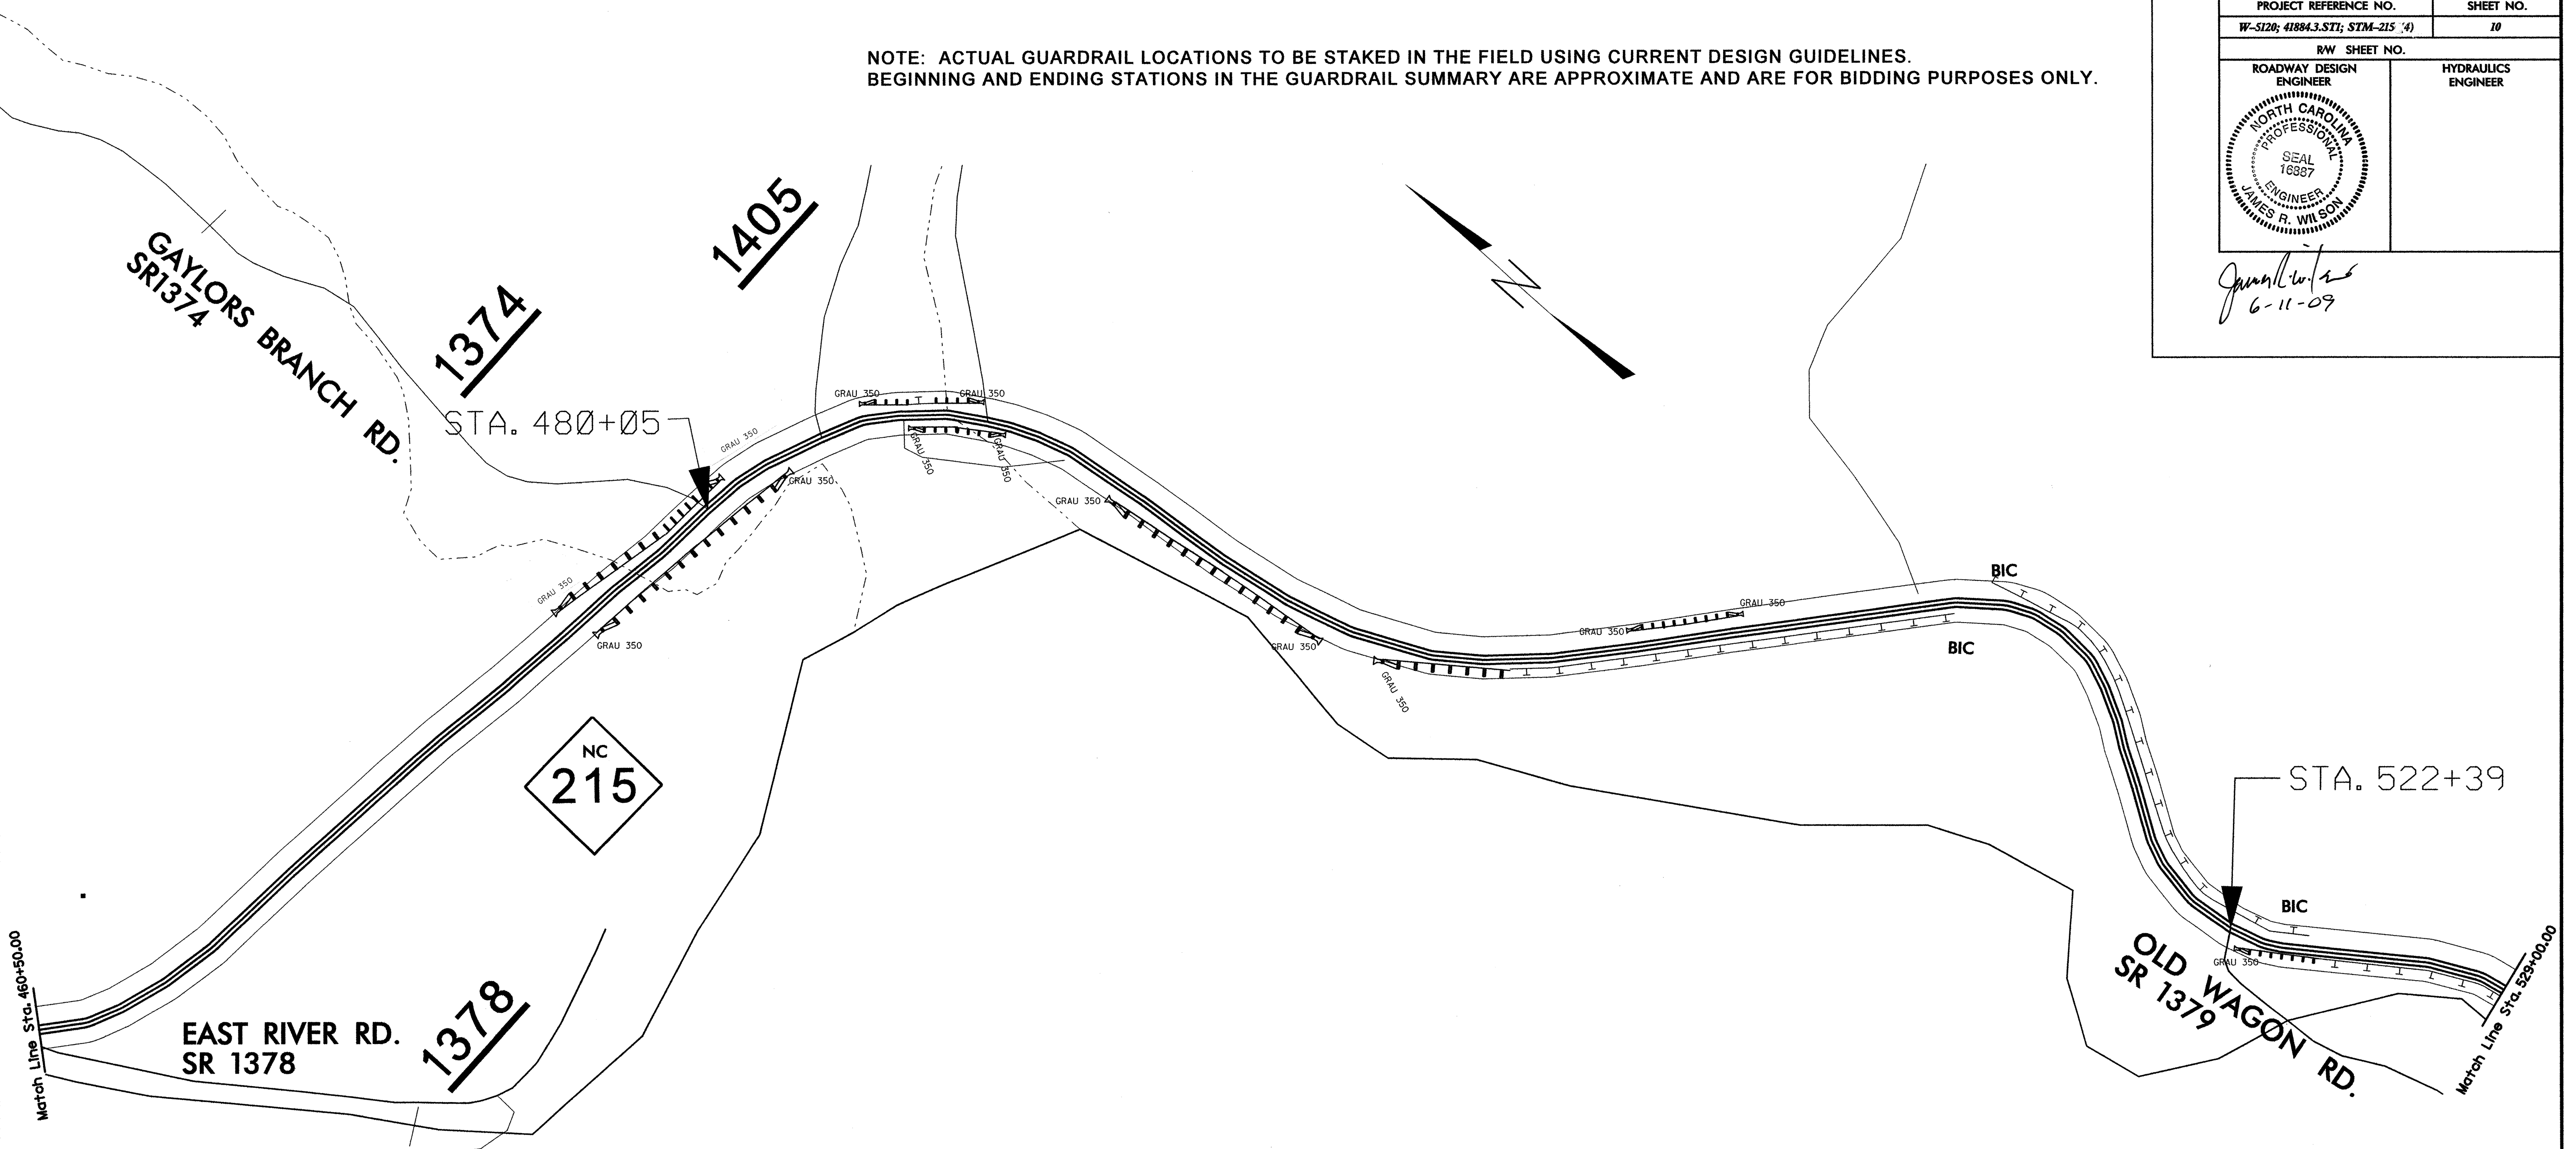 NOTE: ACTUAL GUARDRAIL LOCATIONS TO BE STAKED IN THE FIELD USING CURRENT DESIGN GUIDELINES.
BEGINNING AND ENDING STATIONS IN THE GUARDRAIL SUMMARY ARE APPROXIMATE AND ARE FOR BIDDING PURPOSES ONLY.
PROJECT REFERENCE NO.
SHEET NO.
W-5120; 41884.3.ST1; STM-215 (4)
10
R/W SHEET NO.
ROADWAY DESIGN
ENGINEER
HYDRAULICS
ENGINEER
NORTH CAROLINA
PROFESSIONAL
SEAL
16887
ENGINEER
JAMES R. WILSON
6-11-09
GAYLORS BRANCH RD.
SR1374
1374
1405
N
STA. 480+05
GRAU 350
GRAU 350
GRAU 350
GRAU 350
GRAU 350
GRAU 350
GRAU 350
GRAU 350
GRAU 350
GRAU 350
GRAU 350
GRAU 350
GRAU 350
BIC
BIC
NC
215
STA. 522+39
BIC
GRAU 350
OLD WAGON RD.
SR 1379
Match Line Sta. 460+50.00
EAST RIVER RD.
SR 1378
1378
Match Line Sta. 529+00.00